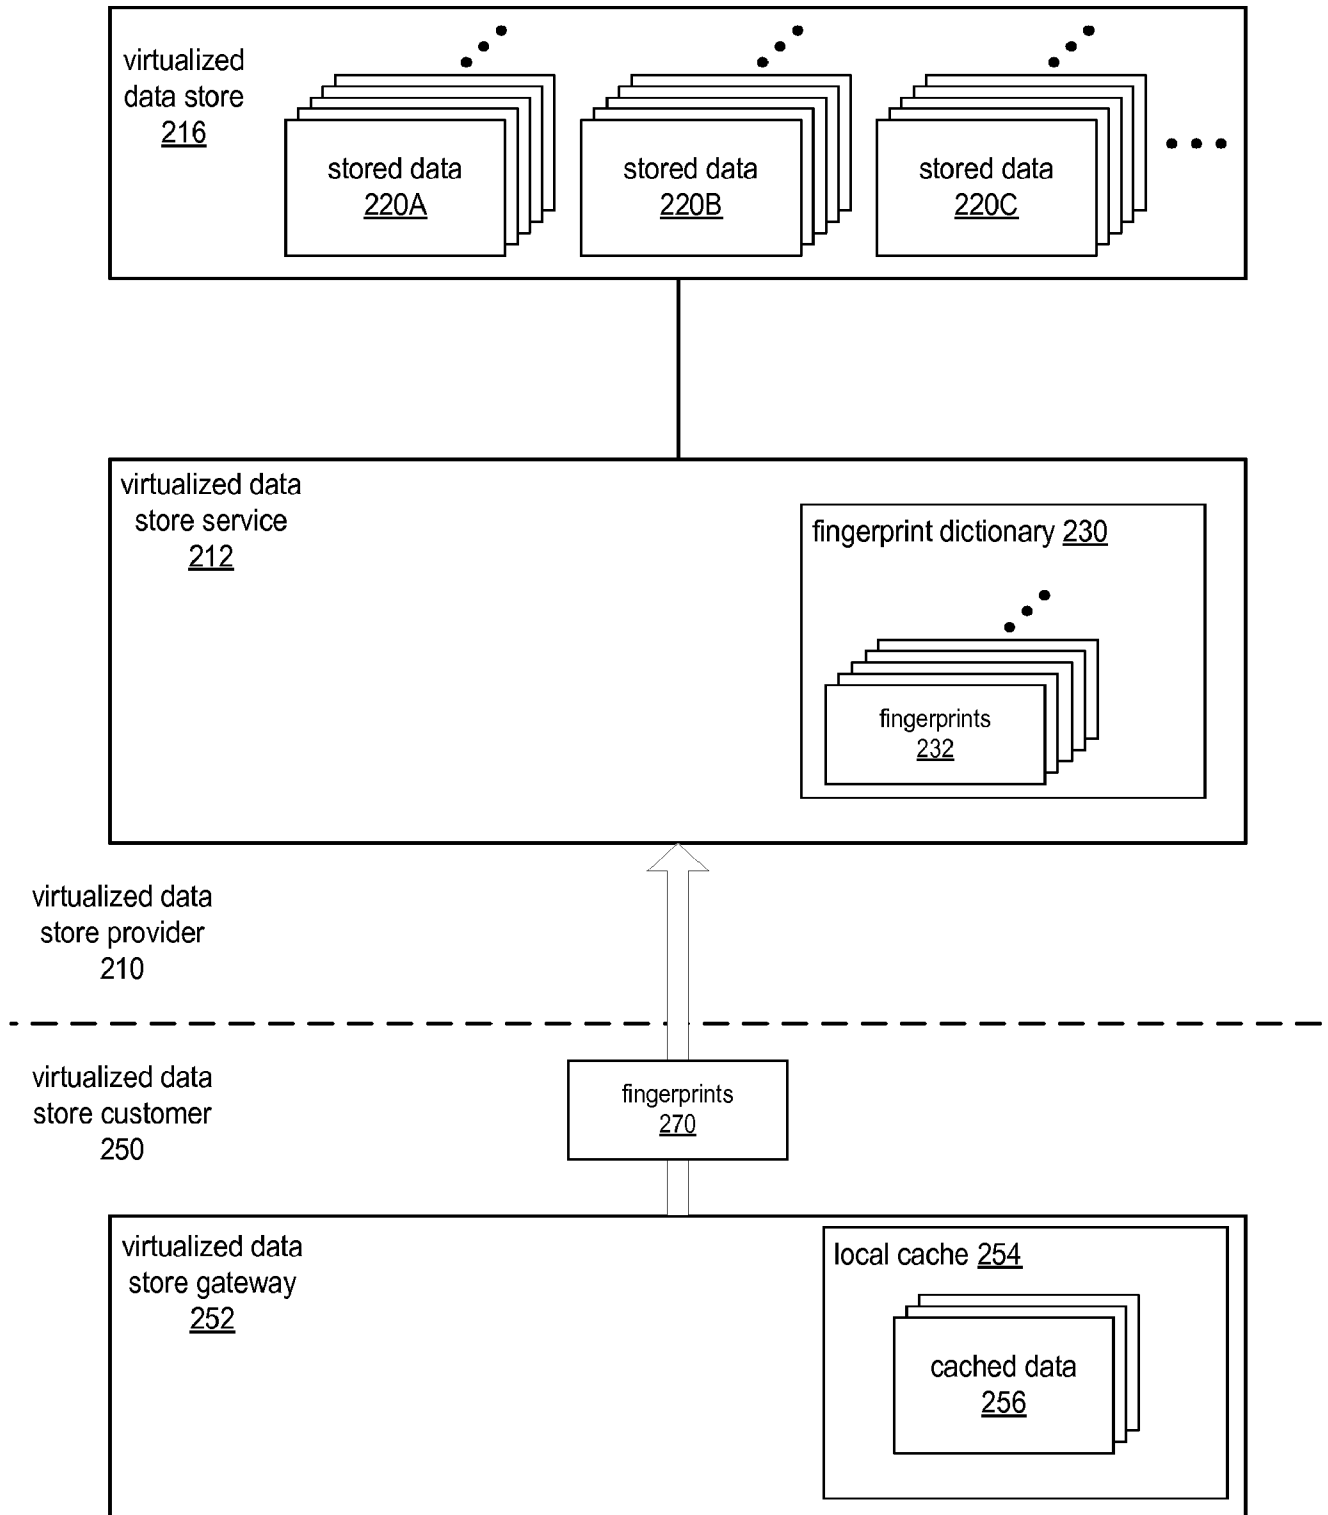 virtualized
data store
216
stored data
220A
stored data
220B
stored data
220C
virtualized data
store service
212
fingerprint dictionary 230
fingerprints
232
virtualized data
store provider
210
virtualized data
store customer
250
fingerprints
270
virtualized data
store gateway
252
local cache 254
cached data
256